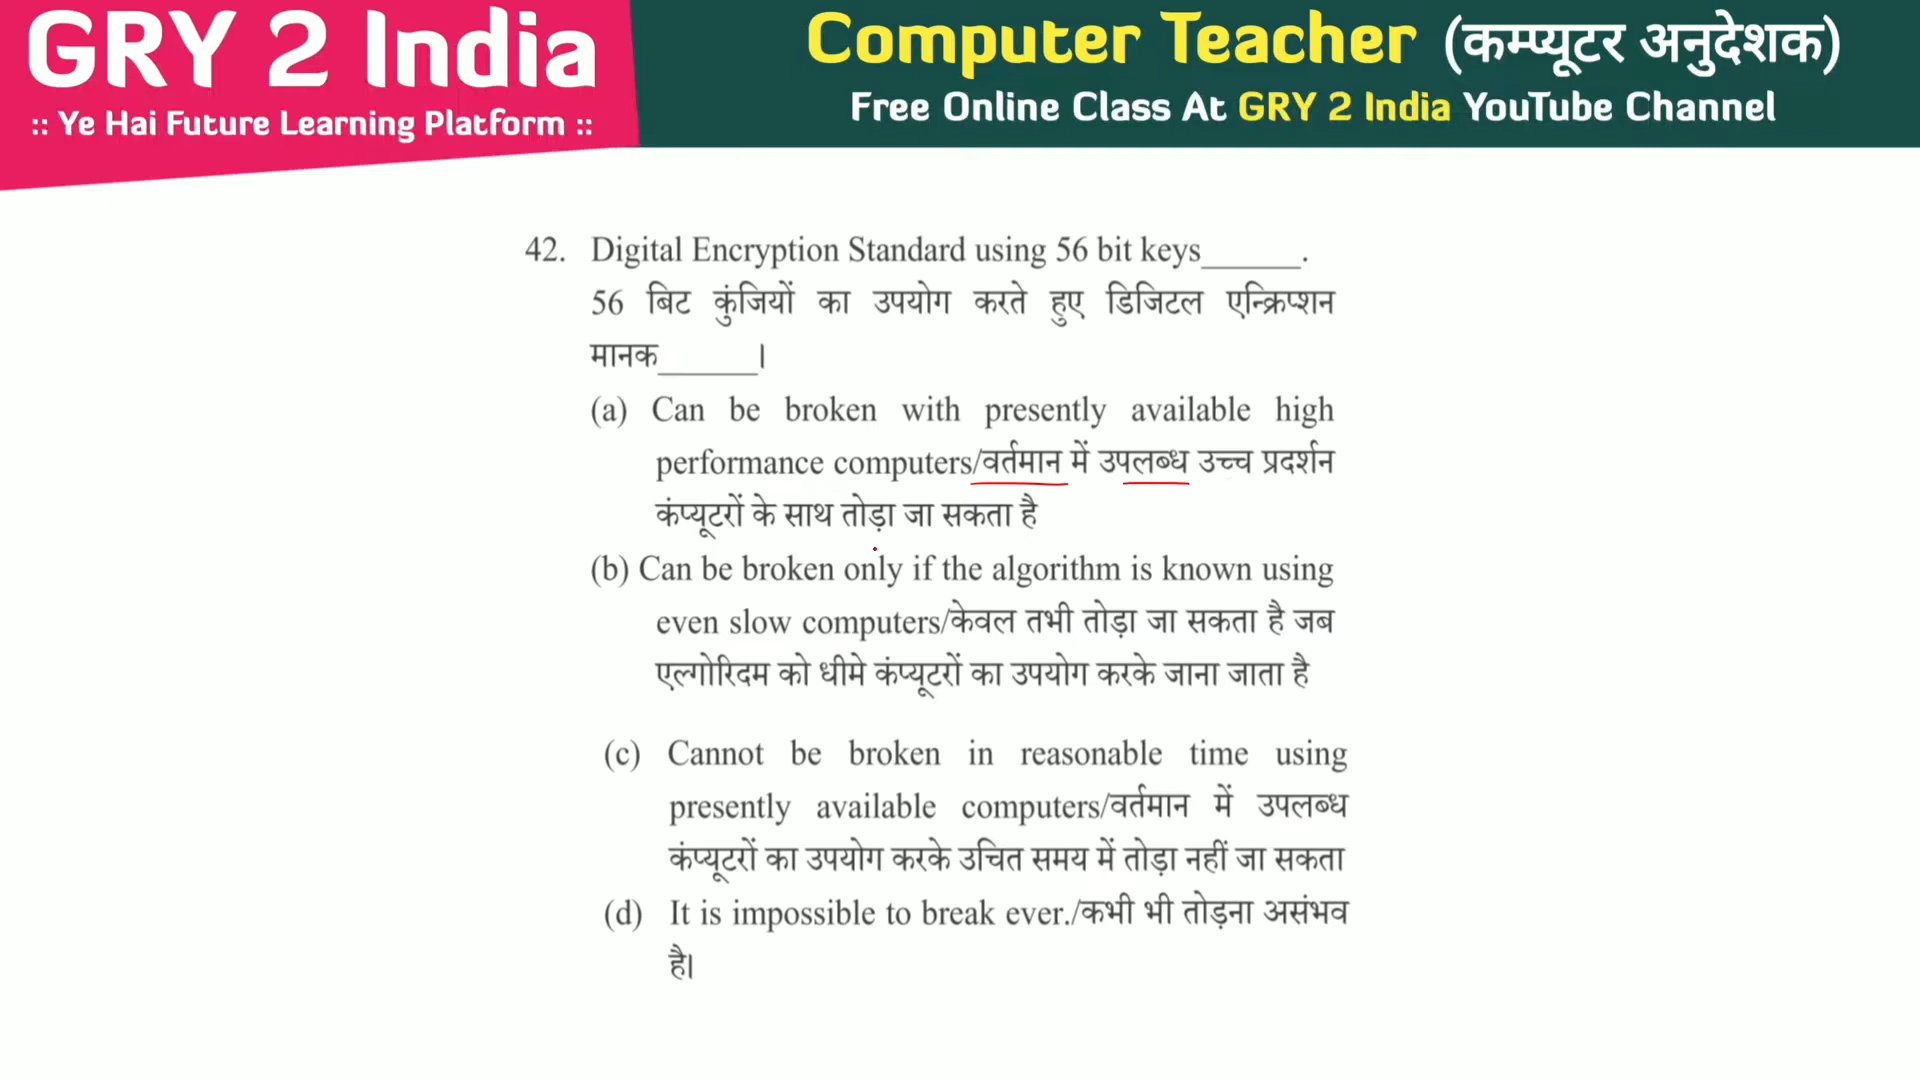 GRY 2 India
:: Ye Hai Future Learning Platform ::
Computer Teacher (कम्प्यूटर अनुदेशक)
Free Online Class At GRY 2 India YouTube Channel
42. Digital Encryption Standard using 56 bit keys______.
56 बिट कुंजियों का उपयोग करते हुए डिजिटल एन्क्रिप्शन
मानक______।
(a) Can be broken with presently available high
performance computers/वर्तमान में उपलब्ध उच्च प्रदर्शन
कंप्यूटरों के साथ तोड़ा जा सकता है
(b) Can be broken only if the algorithm is known using
even slow computers/केवल तभी तोड़ा जा सकता है जब
एल्गोरिदम को धीमे कंप्यूटरों का उपयोग करके जाना जाता है
(c) Cannot be broken in reasonable time using
presently available computers/वर्तमान में उपलब्ध
कंप्यूटरों का उपयोग करके उचित समय में तोड़ा नहीं जा सकता
(d) It is impossible to break ever./कभी भी तोड़ना असंभव
है।